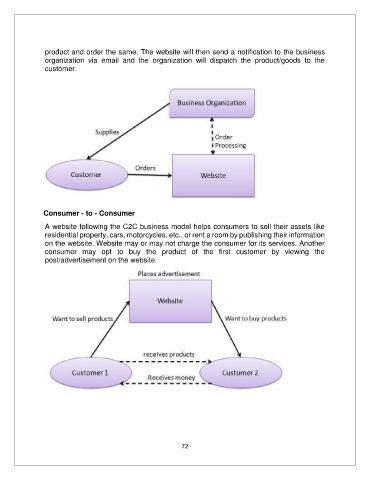 product and order the same. The website will then send a notification to the business
organization via email and the organization will dispatch the product/goods to the
customer.
Business Organization
Supplies
Order
Processing
Orders
Customer
Website
Consumer - to - Consumer
A website following the C2C business model helps consumers to sell their assets like
residential property, cars, motorcycles, etc., or rent a room by publishing their information
on the website. Website may or may not charge the consumer for its services. Another
consumer may opt to buy the product of the first customer by viewing the
post/advertisement on the website.
Places advertisement
Website
Want to sell products
Want to buy products
receives products
Customer 1
Customer 2
Receives money
- 72 -